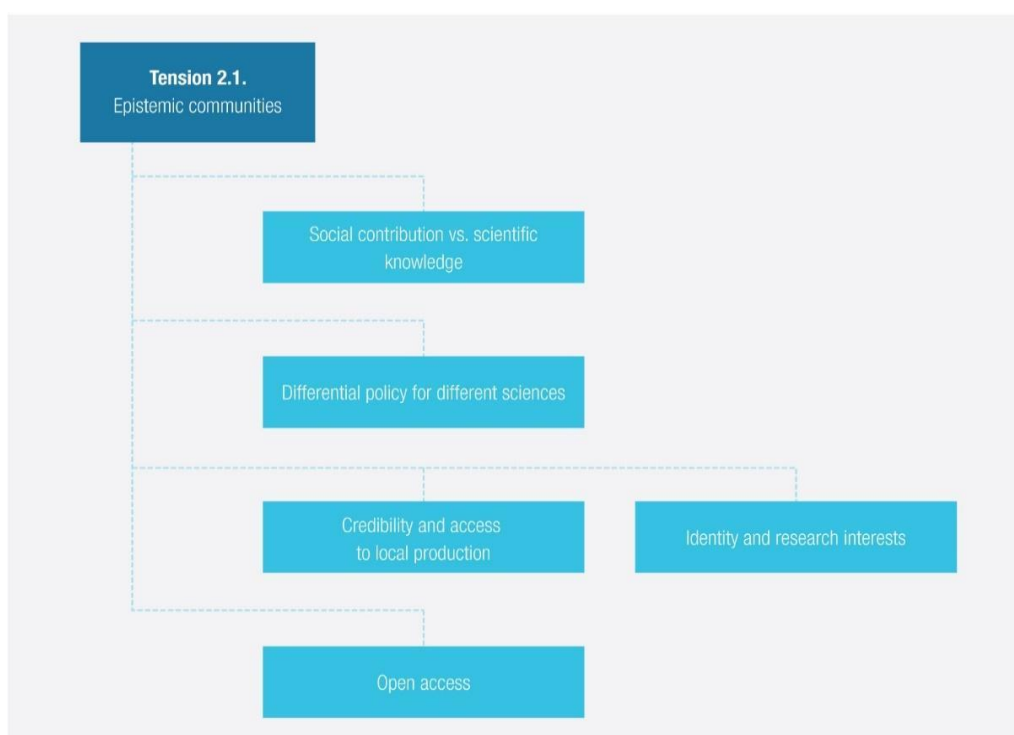 Tension 2.1.
Epistemic communities
Social contribution vs. scientific
knowledge
Differential policy for different sciences
Credibility and access
to local production
Identity and research interests
Open access